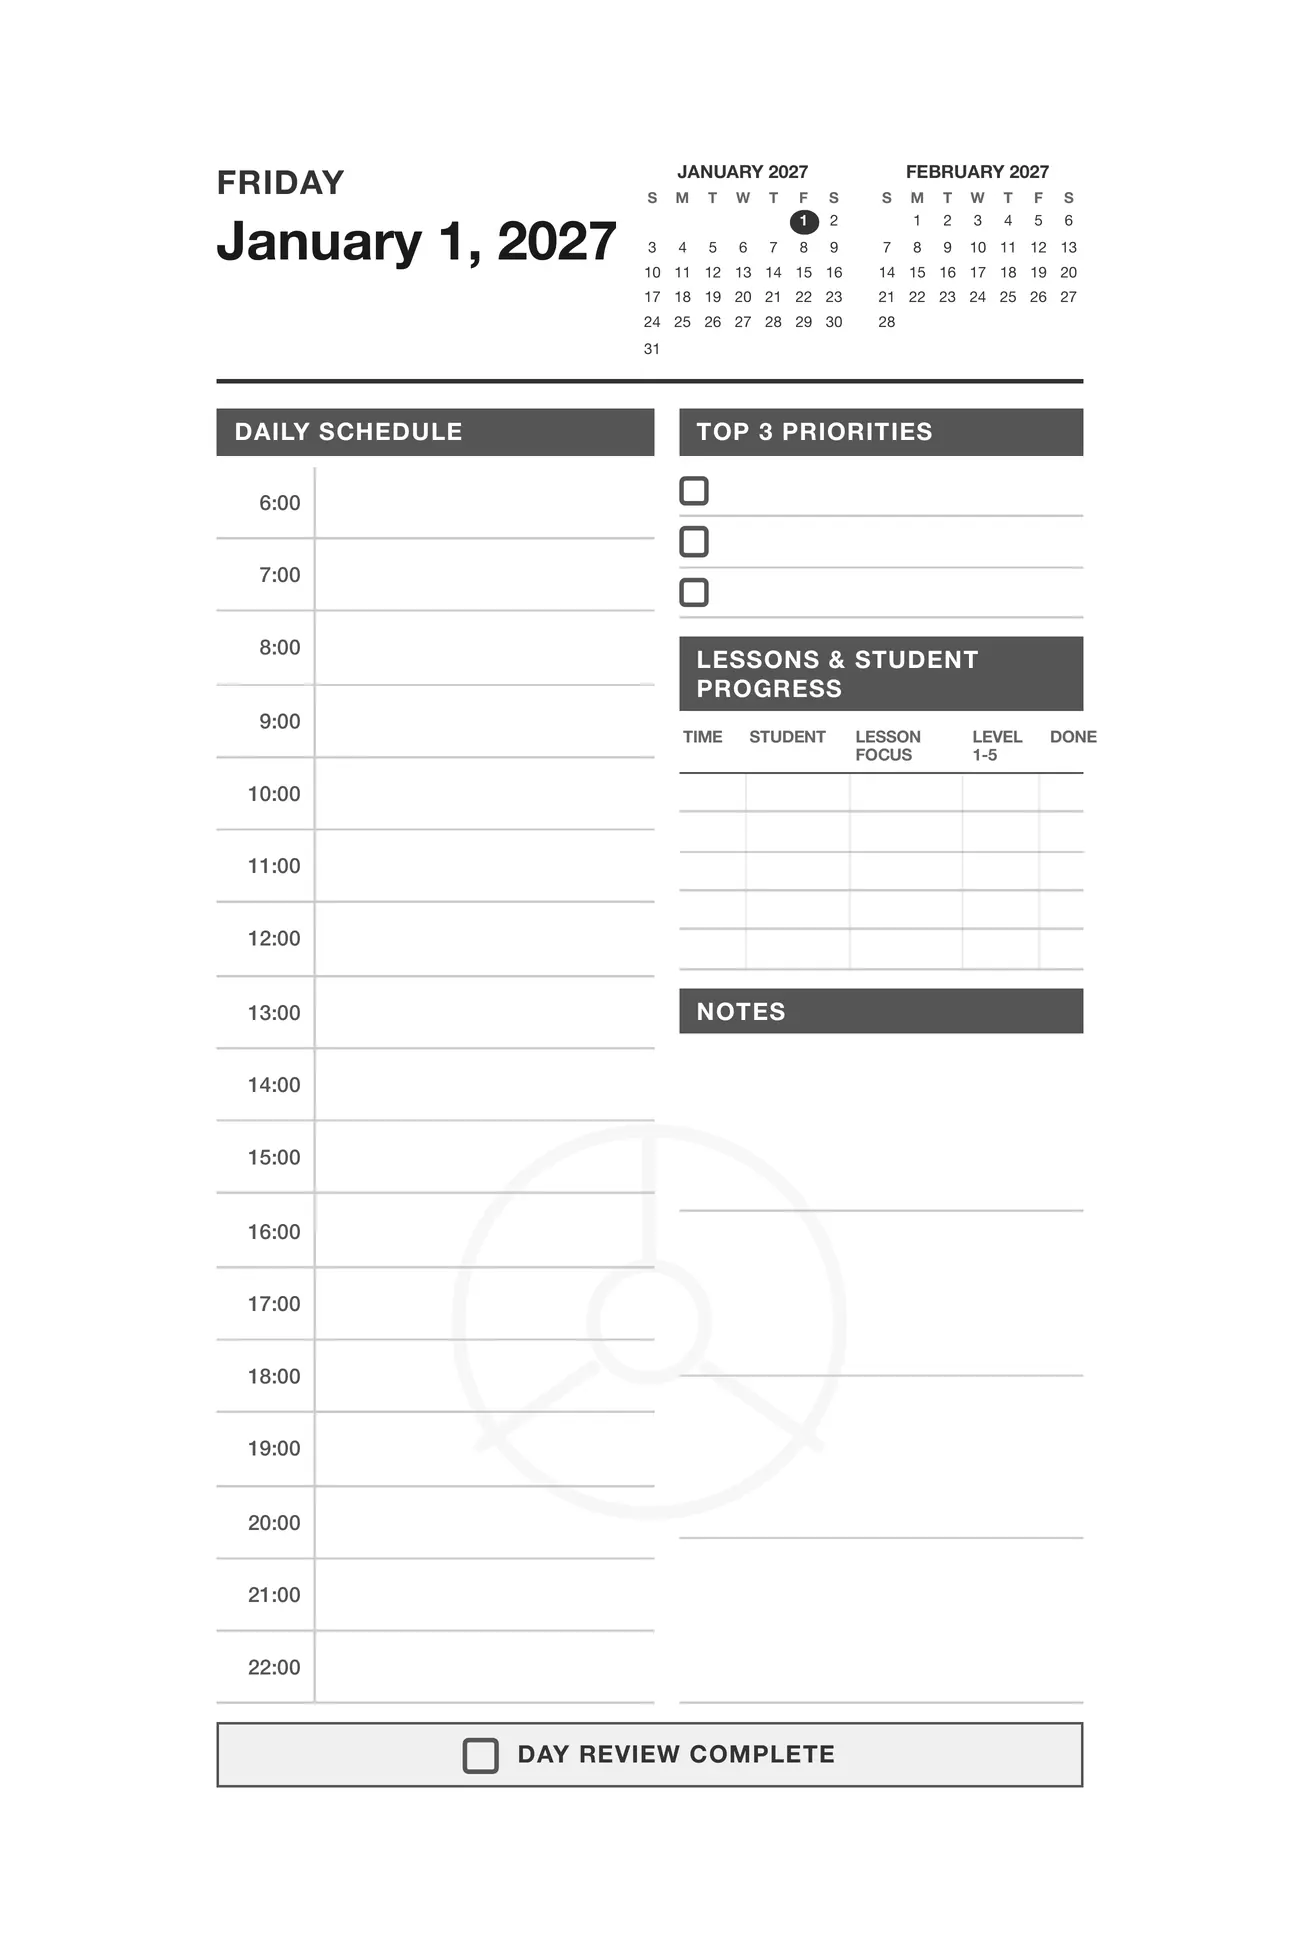 FRIDAY
January 1, 2027
JANUARY 2027
S M T W T F S
1 2
3 4 5 6 7 8 9
10 11 12 13 14 15 16
17 18 19 20 21 22 23
24 25 26 27 28 29 30
31
FEBRUARY 2027
S M T W T F S
1 2 3 4 5 6
7 8 9 10 11 12 13
14 15 16 17 18 19 20
21 22 23 24 25 26 27
28
DAILY SCHEDULE
6:00
7:00
8:00
9:00
10:00
11:00
12:00
13:00
14:00
15:00
16:00
17:00
18:00
19:00
20:00
21:00
22:00
TOP 3 PRIORITIES
LESSONS & STUDENT
PROGRESS
TIME STUDENT LESSON LEVEL DONE
FOCUS 1-5
NOTES
DAY REVIEW COMPLETE